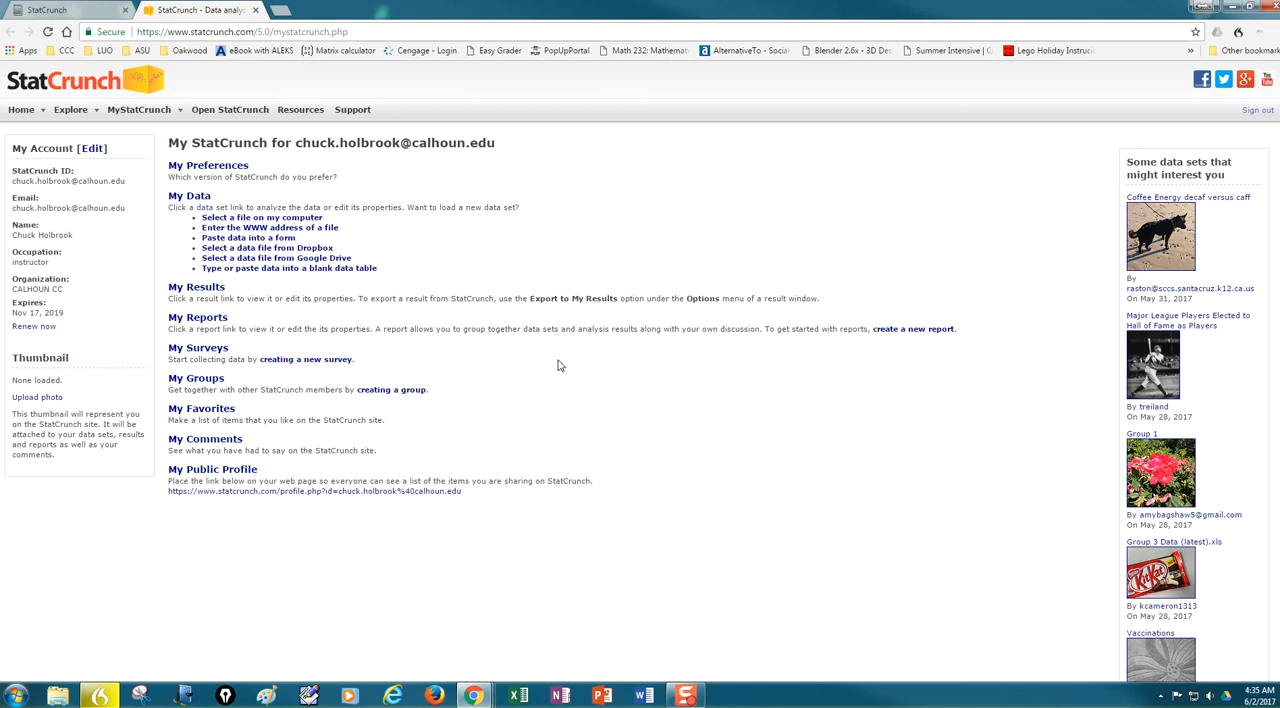 StatCrunch
StatCrunch - Data analys
Secure
https://www.statcrunch.com/5.0/mystatcrunch.php
Apps
CCC
LUO
ASU
Oakwood
eBook with ALEKS
Matrix calculator
Cengage - Login
Easy Grader
PopUpPortal
Math 232: Mathemat
AlternativeTo - Social
Blender 2.6x - 3D Des
Summer Intensive (
Lego Holiday Instruc
»
Other bookmark
StatCrunch
Home
Explore
MyStatCrunch
Open StatCrunch
Resources
Support
Sign out
My Account [Edit]
StatCrunch ID:
chuck.holbrook@calhoun.edu
Email:
chuck.holbrook@calhoun.edu
Name:
Chuck Holbrook
Occupation:
instructor
Organization:
CALHOUN CC
Expires:
Nov 17, 2019
Renew now
Thumbnail
None loaded.
Upload photo
This thumbnail will represent you
on the StatCrunch site. It will be
attached to your data sets, results
and reports as well as your
comments.
My StatCrunch for chuck.holbrook@calhoun.edu
My Preferences
Which version of StatCrunch do you prefer?
My Data
Click a data set link to analyze the data or edit its properties. Want to load a new data set?
• Select a file on my computer
• Enter the WWW address of a file
• Paste data into a form
• Select a data file from Dropbox
• Select a data file from Google Drive
• Type or paste data into a blank data table
My Results
Click a result link to view it or edit its properties. To export a result from StatCrunch, use the Export to My Results option under the Options menu of a result window.
My Reports
Click a report link to view it or edit the its properties. A report allows you to group together data sets and analysis results along with your own discussion. To get started with reports, create a new report.
My Surveys
Start collecting data by creating a new survey.
My Groups
Get together with other StatCrunch members by creating a group.
My Favorites
Make a list of items that you like on the StatCrunch site.
My Comments
See what you have had to say on the StatCrunch site.
My Public Profile
Place the link below on your web page so everyone can see a list of the items you are sharing on StatCrunch.
https://www.statcrunch.com/profile.php?id=chuck.holbrook%40calhoun.edu
Some data sets that
might interest you
Coffee Energy decaf versus caff
By
raston@sccs.santacruz.k12.ca.us
On May 31, 2017
Major League Players Elected to
Hall of Fame as Players
By treiland
On May 28, 2017
Group 1
By amybagshaw5@gmail.com
On May 28, 2017
Group 3 Data (latest).xls
KitKat
By kcameron1313
On May 28, 2017
Vaccinations
4:35 AM
6/2/2017